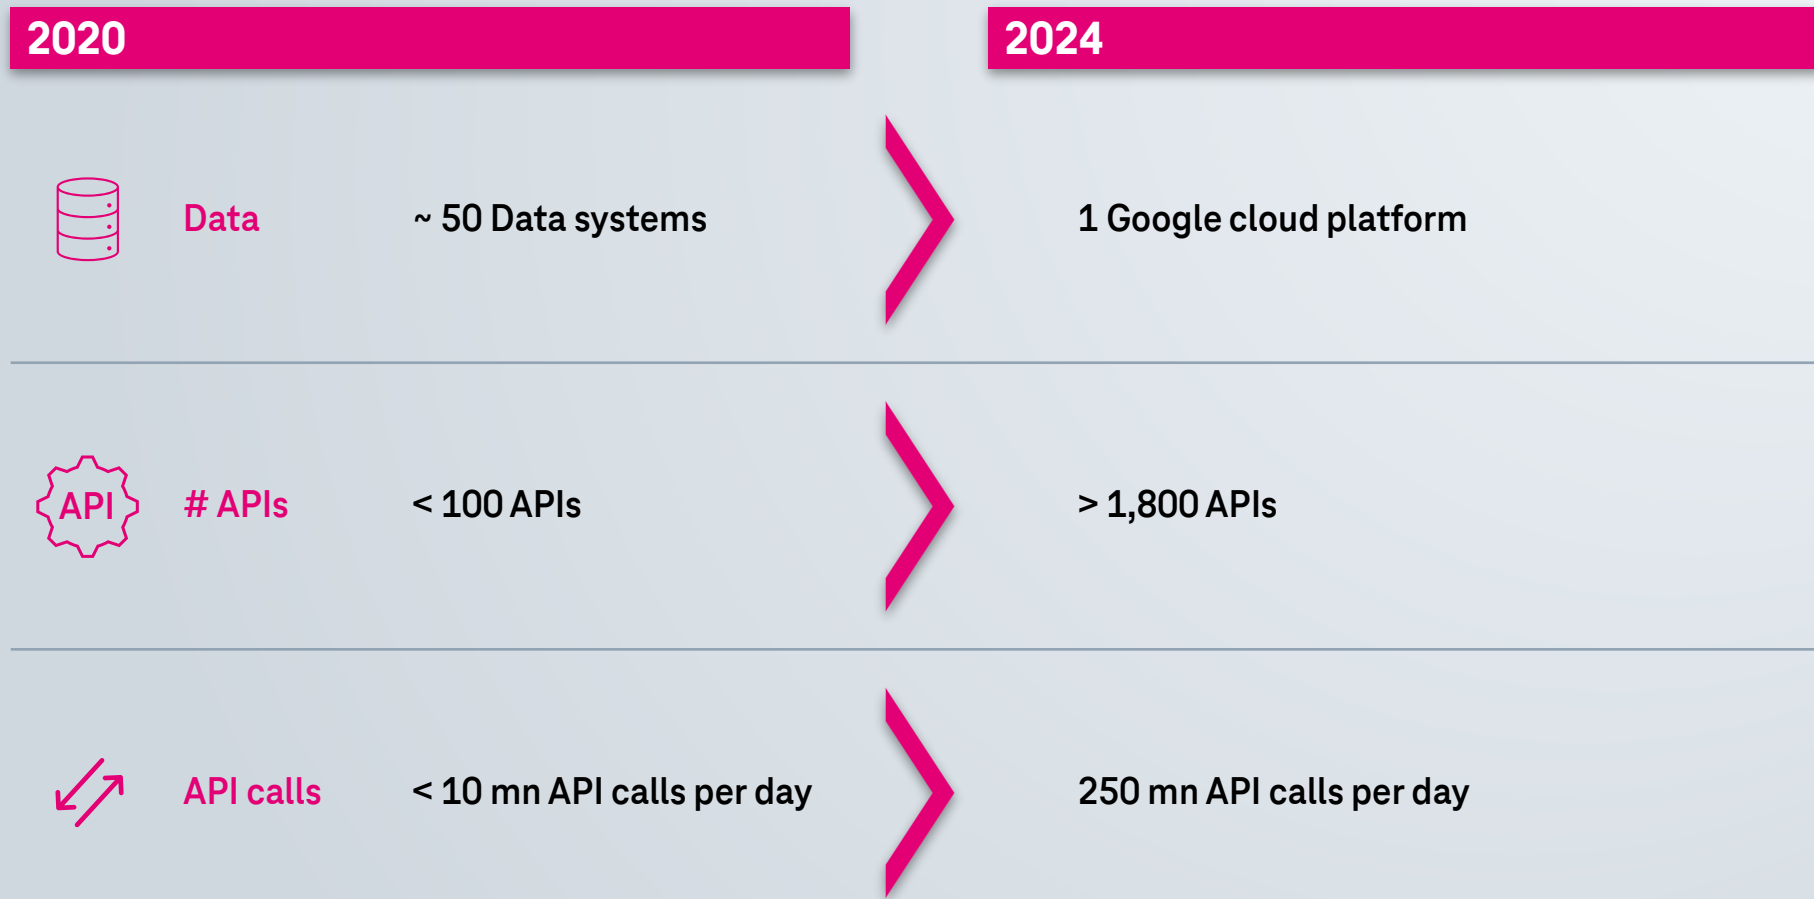 2020
2024
Data
~ 50 Data systems
1 Google cloud platform
API
# APIs
< 100 APIs
> 1,800 APIs
API calls
< 10 mn API calls per day
250 mn API calls per day